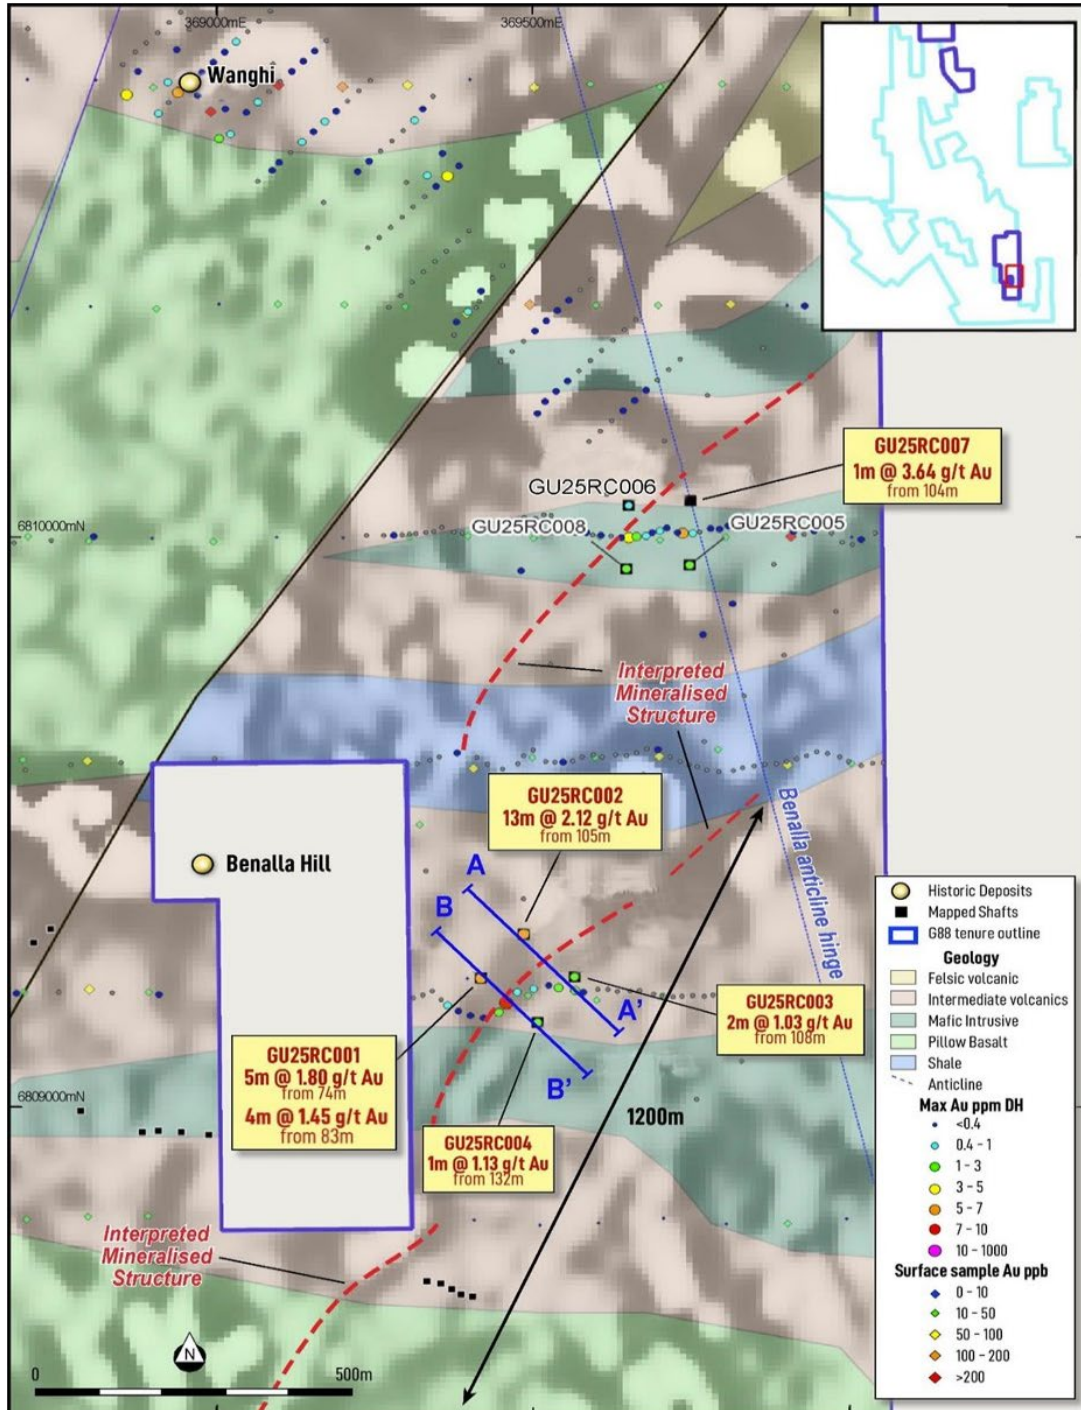 369000mE
369500mE
Wanghi
GU25RC007
1m @ 3.64 g/t Au
from 104m
GU25RC006
GU25RC008
GU25RC005
6810000mN
Interpreted
Mineralised
Structure
GU25RC002
13m @ 2.12 g/t Au
from 105m
Benalla anticline hinge
Benalla Hill
A
B
A'
B'
GU25RC003
2m @ 1.03 g/t Au
from 108m
GU25RC001
5m @ 1.80 g/t Au
from 74m
4m @ 1.45 g/t Au
from 83m
6809000mN
GU25RC004
1m @ 1.13 g/t Au
from 132m
1200m
Interpreted
Mineralised
Structure
N
0
500m
Historic Deposits
Mapped Shafts
G88 tenure outline
Geology
Felsic volcanic
Intermediate volcanics
Mafic Intrusive
Pillow Basalt
Shale
Anticline
Max Au ppm DH
<0.4
0.4 - 1
1 - 3
3 - 5
5 - 7
7 - 10
10 - 1000
Surface sample Au ppb
0 - 10
10 - 50
50 - 100
100 - 200
>200